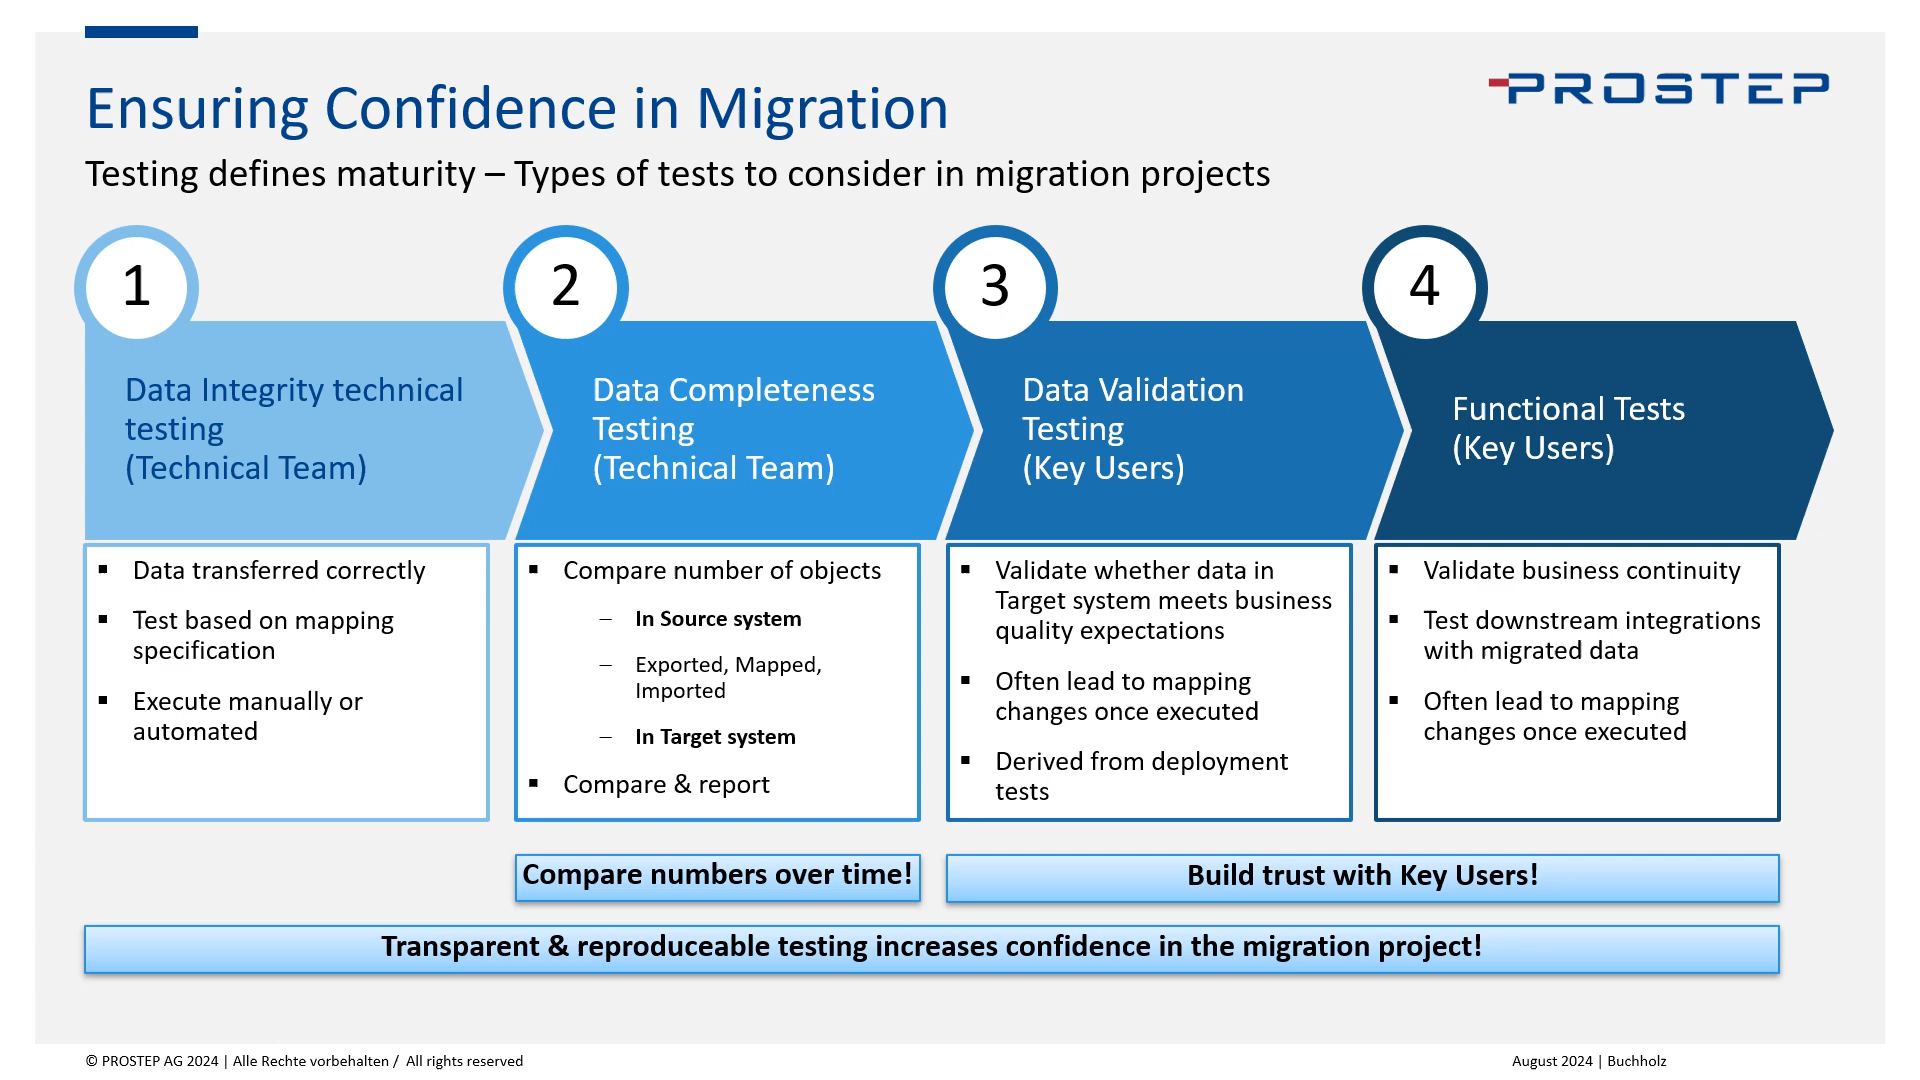 PROSTEP
Ensuring Confidence in Migration
Testing defines maturity – Types of tests to consider in migration projects
1
Data Integrity technical
testing
(Technical Team)
▪ Data transferred correctly
▪ Test based on mapping
specification
▪ Execute manually or
automated
2
Data Completeness
Testing
(Technical Team)
▪ Compare number of objects
– In Source system
– Exported, Mapped,
Imported
– In Target system
▪ Compare & report
3
Data Validation
Testing
(Key Users)
▪ Validate whether data in
Target system meets business
quality expectations
▪ Often lead to mapping
changes once executed
▪ Derived from deployment
tests
4
Functional Tests
(Key Users)
▪ Validate business continuity
▪ Test downstream integrations
with migrated data
▪ Often lead to mapping
changes once executed
Compare numbers over time!
Build trust with Key Users!
Transparent & reproduceable testing increases confidence in the migration project!
© PROSTEP AG 2024 | Alle Rechte vorbehalten / All rights reserved
August 2024 | Buchholz